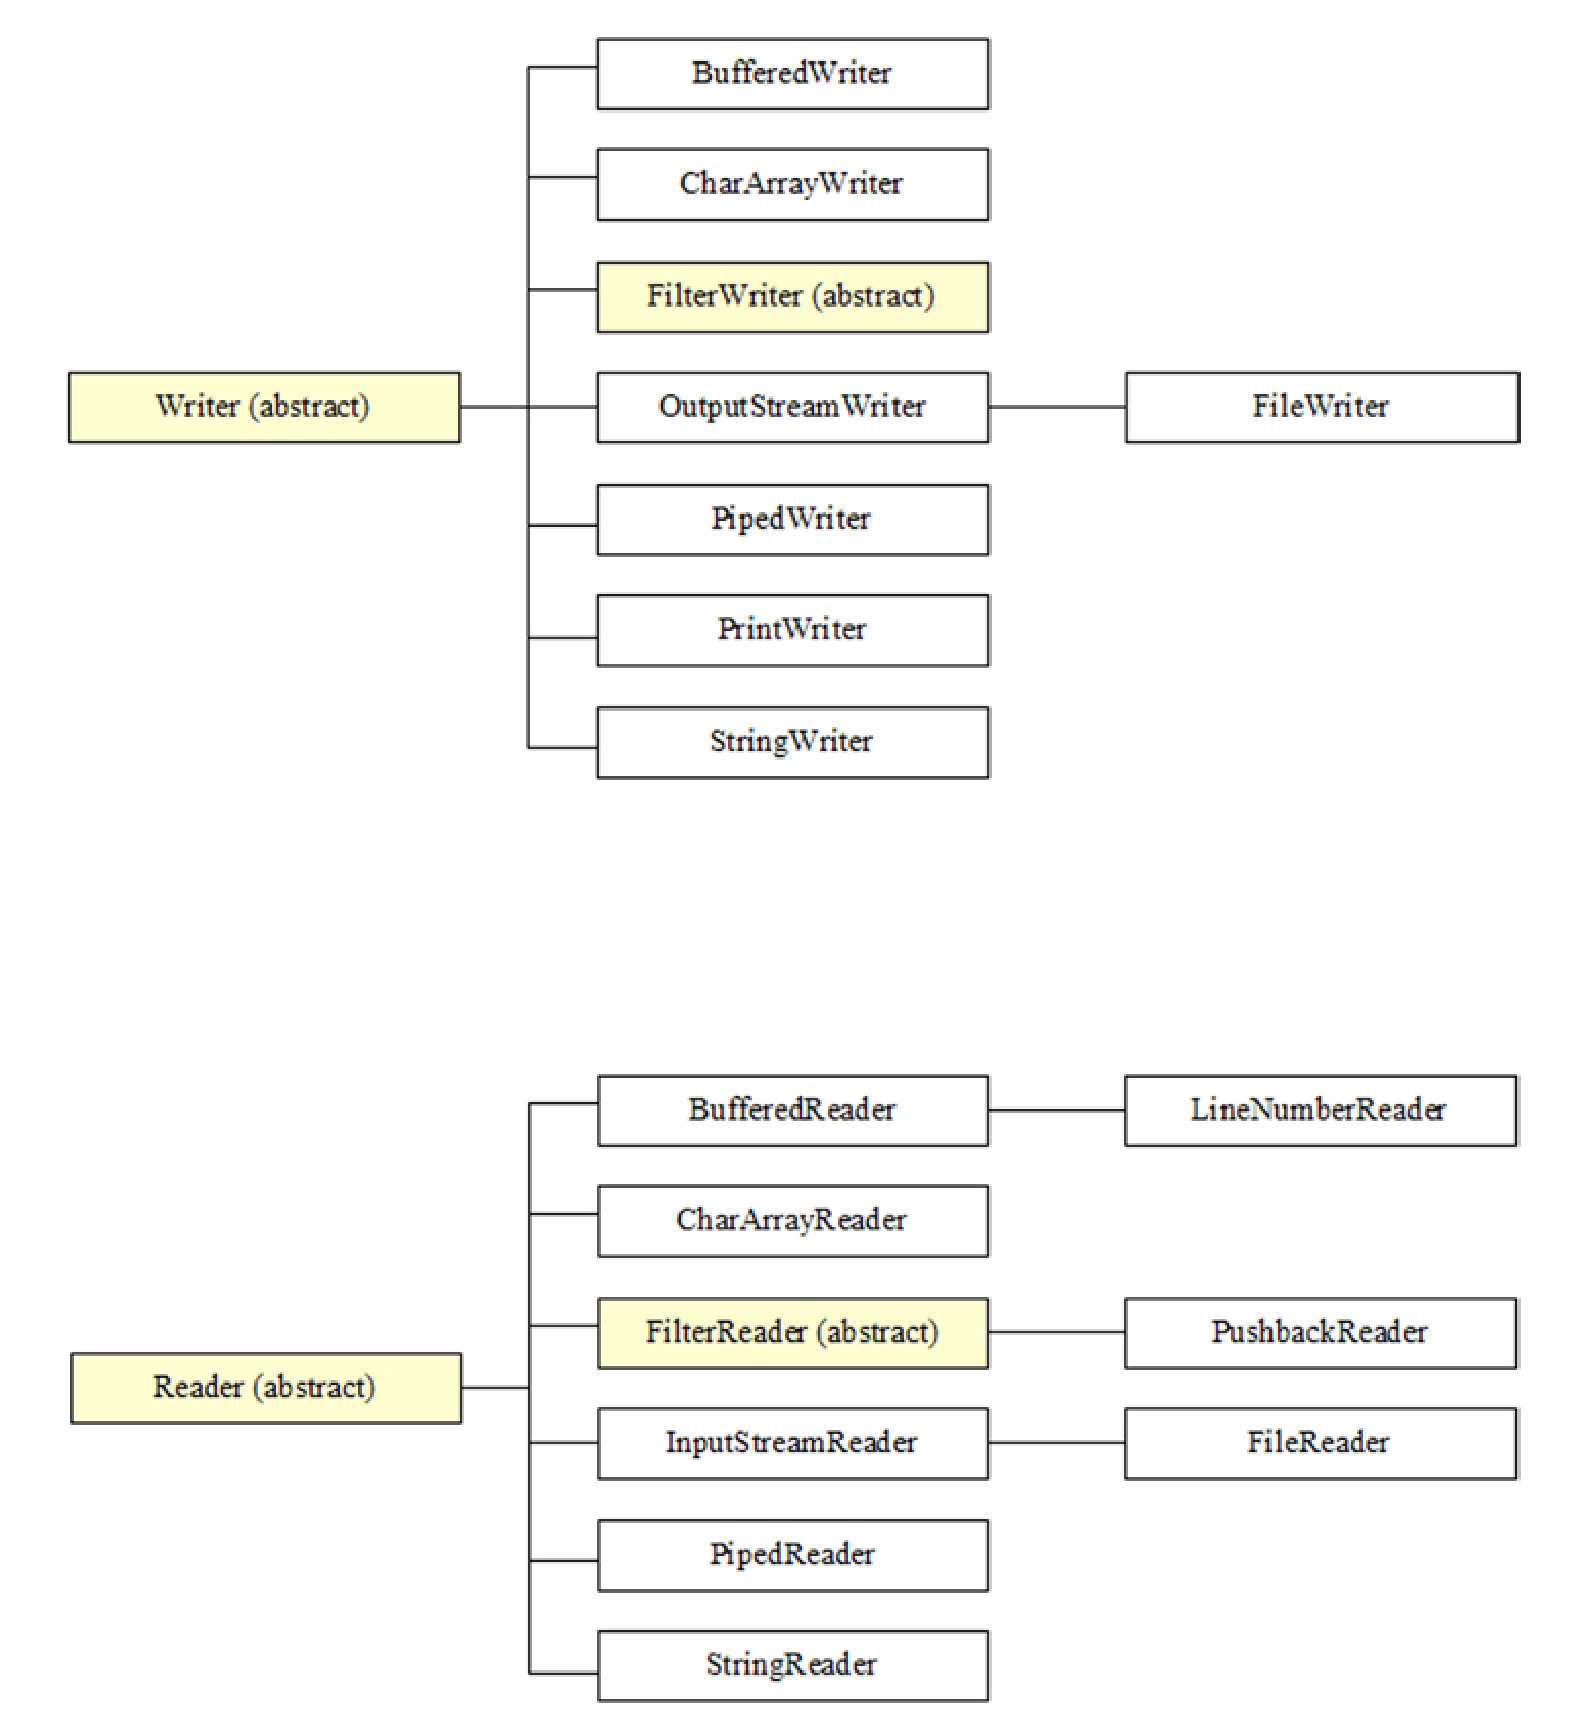 BufferedWriter
CharArrayWriter
FilterWriter (abstract)
Writer (abstract)
OutputStreamWriter
FileWriter
PipedWriter
PrintWriter
StringWriter
BufferedReader
LineNumberReader
CharArrayReader
FilterReader (abstract)
PushbackReader
Reader (abstract)
InputStreamReader
FileReader
PipedReader
StringReader